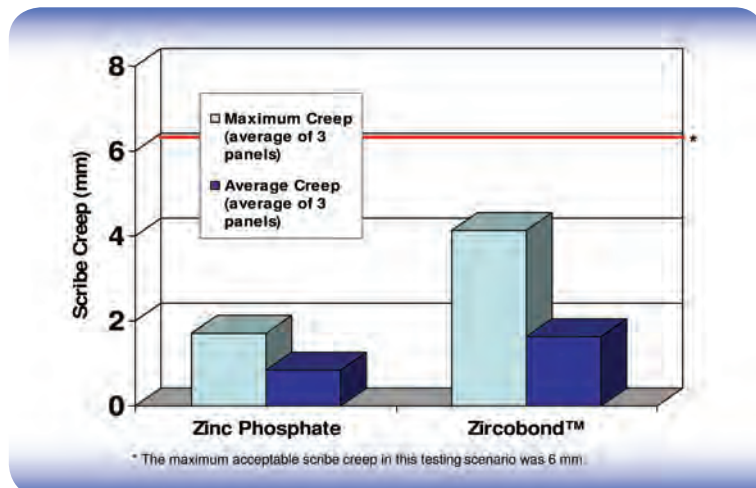 8
6
4
2
0
Scribe Creep (mm)
Maximum Creep
(average of 3
panels)
Average Creep
(average of 3
panels)
*
Zinc Phosphate
Zircobond™
* The maximum acceptable scribe creep in this testing scenario was 6 mm.